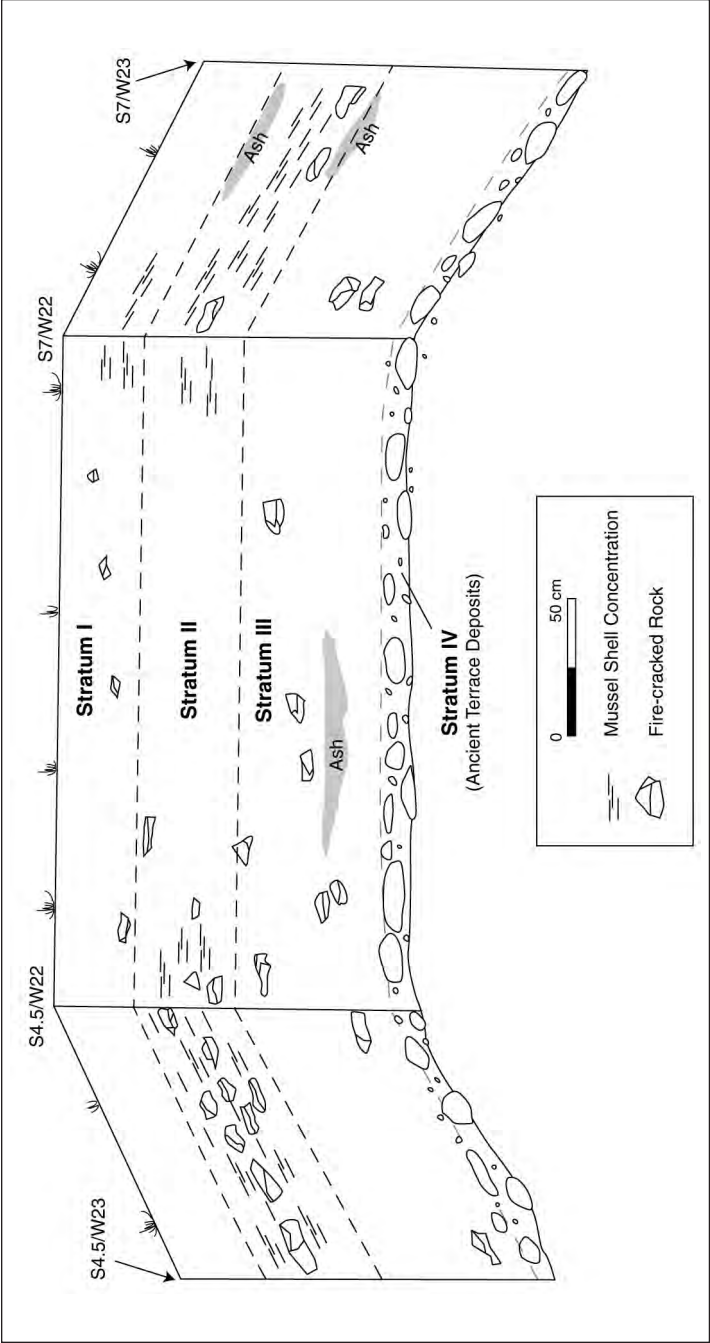 S4.5/W23
S4.5/W22
S7/W22
S7/W23
Stratum I
Stratum II
Stratum III
Ash
Ash
Ash
Stratum IV
(Ancient Terrace Deposits)
0 50 cm
Mussel Shell Concentration
Fire-cracked Rock